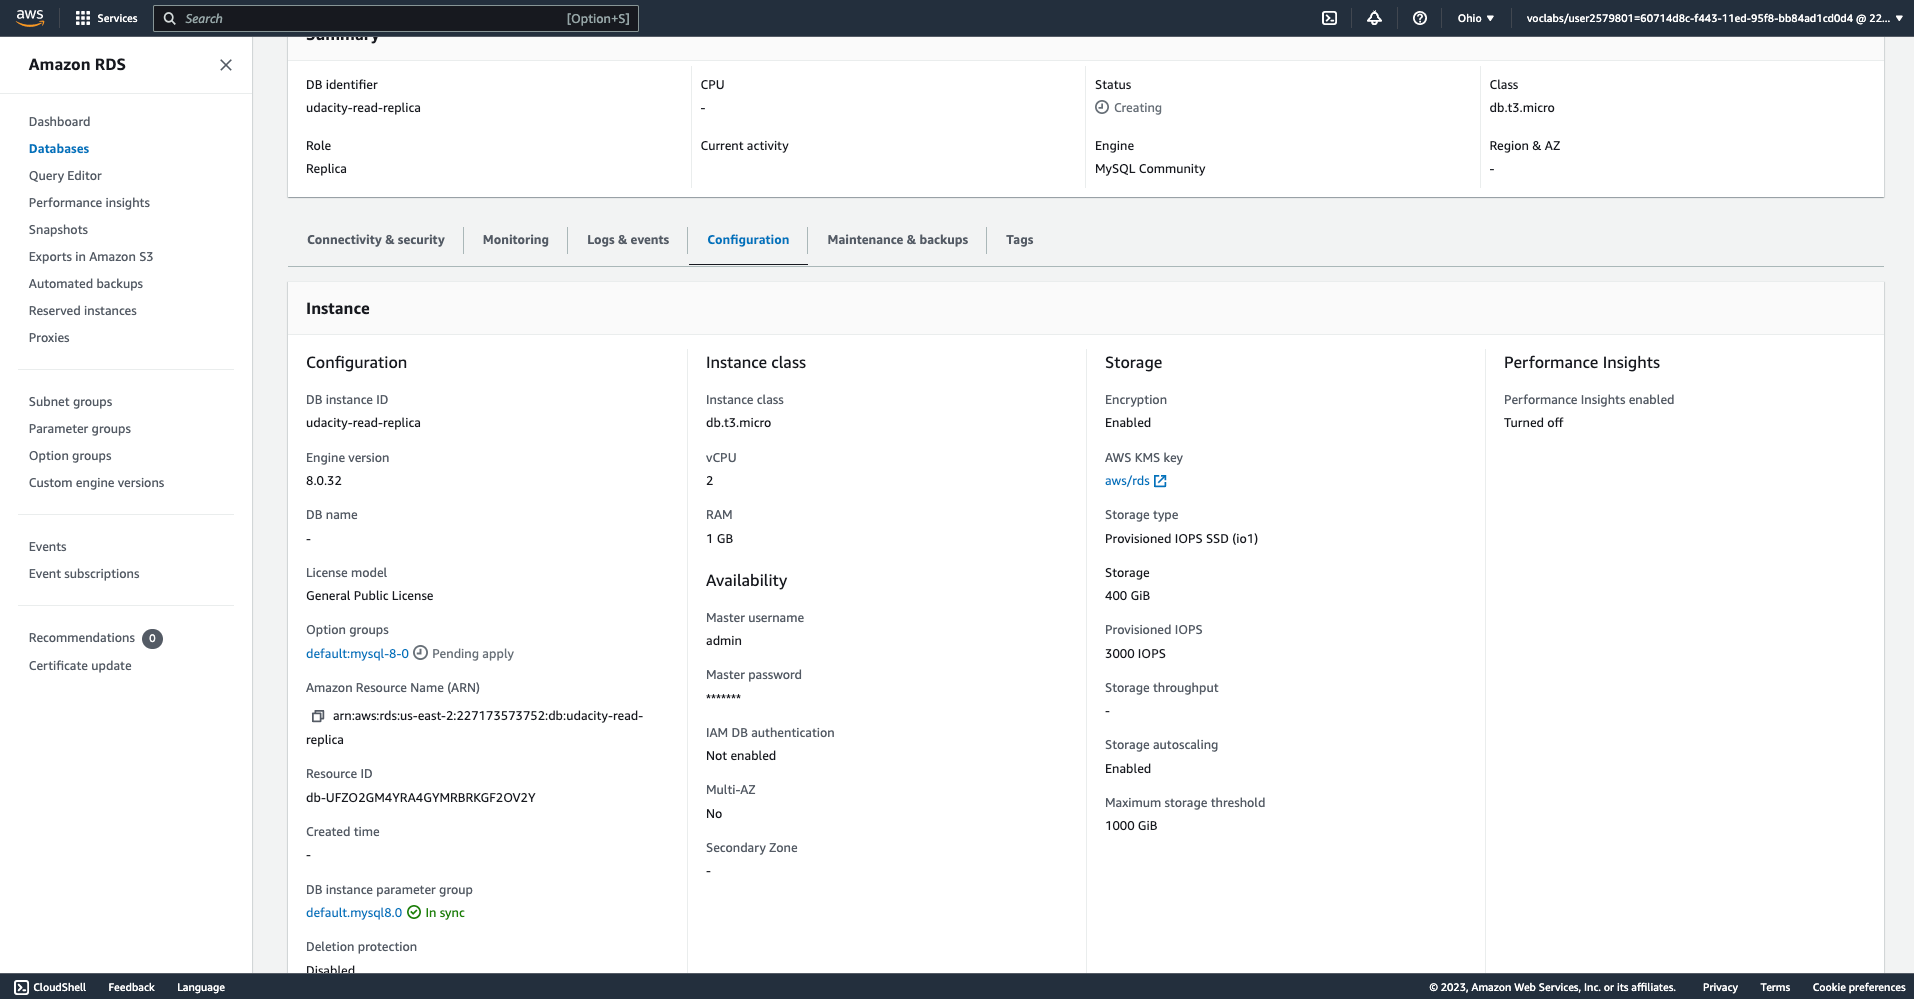 aws
Services
Search
[Option+S]
Ohio ▼
voclabs/user2579801=60714d8c-f443-11ed-95f8-bb84ad1cd0d4 @ 22... ▼
Amazon RDS
Dashboard
Databases
Query Editor
Performance insights
Snapshots
Exports in Amazon S3
Automated backups
Reserved instances
Proxies
Subnet groups
Parameter groups
Option groups
Custom engine versions
Events
Event subscriptions
Recommendations 0
Certificate update
Summary
DB identifier
udacity-read-replica
CPU
-
Status
Creating
Class
db.t3.micro
Role
Replica
Current activity
Engine
MySQL Community
Region & AZ
-
Connectivity & security
Monitoring
Logs & events
Configuration
Maintenance & backups
Tags
Instance
Configuration
DB instance ID
udacity-read-replica
Engine version
8.0.32
DB name
-
License model
General Public License
Option groups
default:mysql-8-0 Pending apply
Amazon Resource Name (ARN)
arn:aws:rds:us-east-2:227173573752:db:udacity-read-
replica
Resource ID
db-UFZO2GM4YRA4GYMRBRKGF2OV2Y
Created time
-
DB instance parameter group
default.mysql8.0 In sync
Deletion protection
Disabled
Instance class
Instance class
db.t3.micro
vCPU
2
RAM
1 GB
Availability
Master username
admin
Master password
*******
IAM DB authentication
Not enabled
Multi-AZ
No
Secondary Zone
-
Storage
Encryption
Enabled
AWS KMS key
aws/rds
Storage type
Provisioned IOPS SSD (io1)
Storage
400 GiB
Provisioned IOPS
3000 IOPS
Storage throughput
-
Storage autoscaling
Enabled
Maximum storage threshold
1000 GiB
Performance Insights
Performance Insights enabled
Turned off
CloudShell
Feedback
Language
© 2023, Amazon Web Services, Inc. or its affiliates.
Privacy
Terms
Cookie preferences